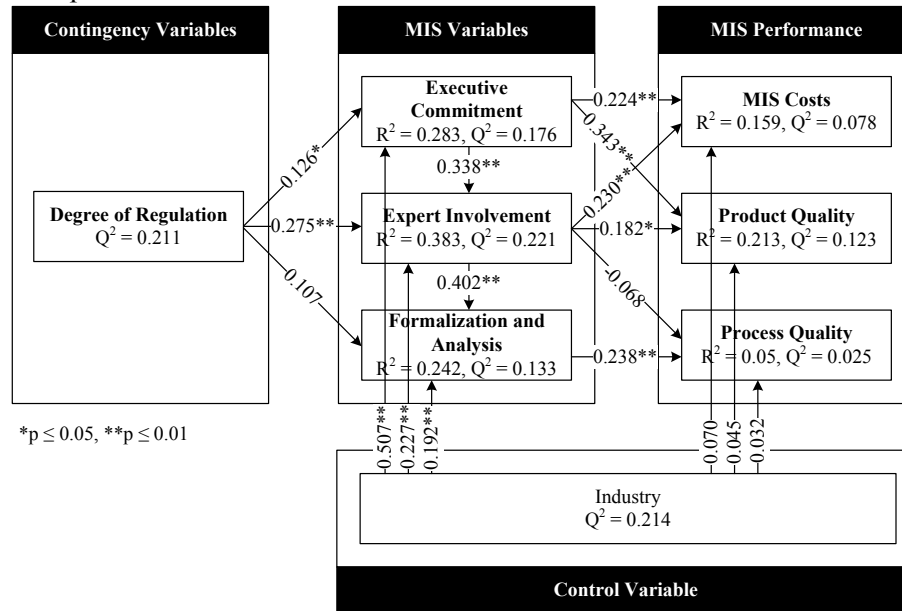 Contingency Variables
MIS Variables
MIS Performance
Executive
Commitment
R² = 0.283, Q² = 0.176
0.224**
MIS Costs
R² = 0.159, Q² = 0.078
0.126*
0.338**
0.343**
0.230**
Degree of Regulation
Q² = 0.211
0.275**
Expert Involvement
R² = 0.383, Q² = 0.221
0.182*
Product Quality
R² = 0.213, Q² = 0.123
0.107
0.402**
-0.068
Formalization and
Analysis
R² = 0.242, Q² = 0.133
0.238**
Process Quality
R² = 0.05, Q² = 0.025
*p ≤ 0.05, **p ≤ 0.01
0.507**
0.227**
0.192**
0.070
0.045
0.032
Industry
Q² = 0.214
Control Variable